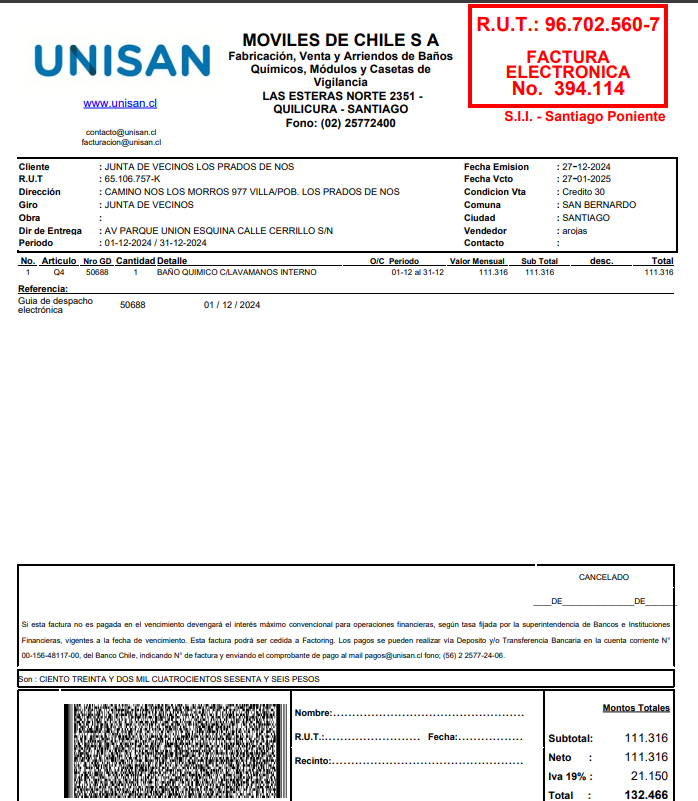 UNISAN
www.unisan.cl
contacto@unisan.cl
facturacion@unisan.cl
MOVILES DE CHILE S A
Fabricación, Venta y Arriendos de Baños
Químicos, Módulos y Casetas de
Vigilancia
LAS ESTERAS NORTE 2351 -
QUILICURA - SANTIAGO
Fono: (02) 25772400
R.U.T.: 96.702.560-7
FACTURA
ELECTRONICA
No. 394.114
S.I.I. - Santiago Poniente
Cliente : JUNTA DE VECINOS LOS PRADOS DE NOS Fecha Emision : 27-12-2024
R.U.T : 65.106.757-K Fecha Vcto : 27-01-2025
Dirección : CAMINO NOS LOS MORROS 977 VILLA/POB. LOS PRADOS DE NOS Condicion Vta : Credito 30
Giro : JUNTA DE VECINOS Comuna : SAN BERNARDO
Obra : Ciudad : SANTIAGO
Dir de Entrega : AV PARQUE UNION ESQUINA CALLE CERRILLO S/N Vendedor : arojas
Periodo : 01-12-2024 / 31-12-2024 Contacto :
No. Articulo Nro GD Cantidad Detalle O/C Periodo Valor Mensual Sub Total desc. Total
1 Q4 50688 1 BAÑO QUIMICO C/LAVAMANOS INTERNO 01-12 al 31-12 111.316 111.316 111.316
Referencia:
Guia de despacho
electrónica 50688 01 / 12 / 2024
CANCELADO
____DE________________DE_______
Si esta factura no es pagada en el vencimiento devengará el interés máximo convencional para operaciones financieras, según tasa fijada por la superintendencia de Bancos e Instituciones
Financieras, vigentes a la fecha de vencimiento. Esta factura podrá ser cedida a Factoring. Los pagos se pueden realizar vía Deposito y/o Transferencia Bancaria en la cuenta corriente N°
00-156-48117-00, del Banco Chile, indicando N° de factura y enviando el comprobante de pago al mail pagos@unisan.cl fono; (56) 2 2577-24-06.
Son : CIENTO TREINTA Y DOS MIL CUATROCIENTOS SESENTA Y SEIS PESOS
Nombre:..................................................
R.U.T.:......................... Fecha:.................
Recinto:.................................................
Montos Totales
Subtotal: 111.316
Neto : 111.316
Iva 19% : 21.150
Total : 132.466